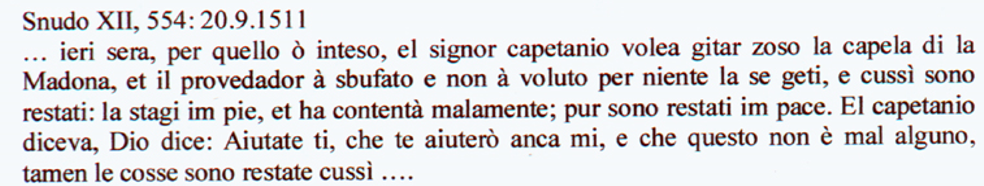 Snudo XII, 554: 20.9.1511
... ieri sera, per quello ò inteso, el signor capetanio volea gitar zoso la capela di la
Madona, et il provedador à sbufato e non à voluto per niente la se geti, e cussì sono
restati: la stagi im pie, et ha contentà malamente; pur sono restati im pace. El capetanio
diceva, Dio dice: Aiutate ti, che te aiuterò anca mi, e che questo non è mal alguno,
tamen le cosse sono restate cussì ....